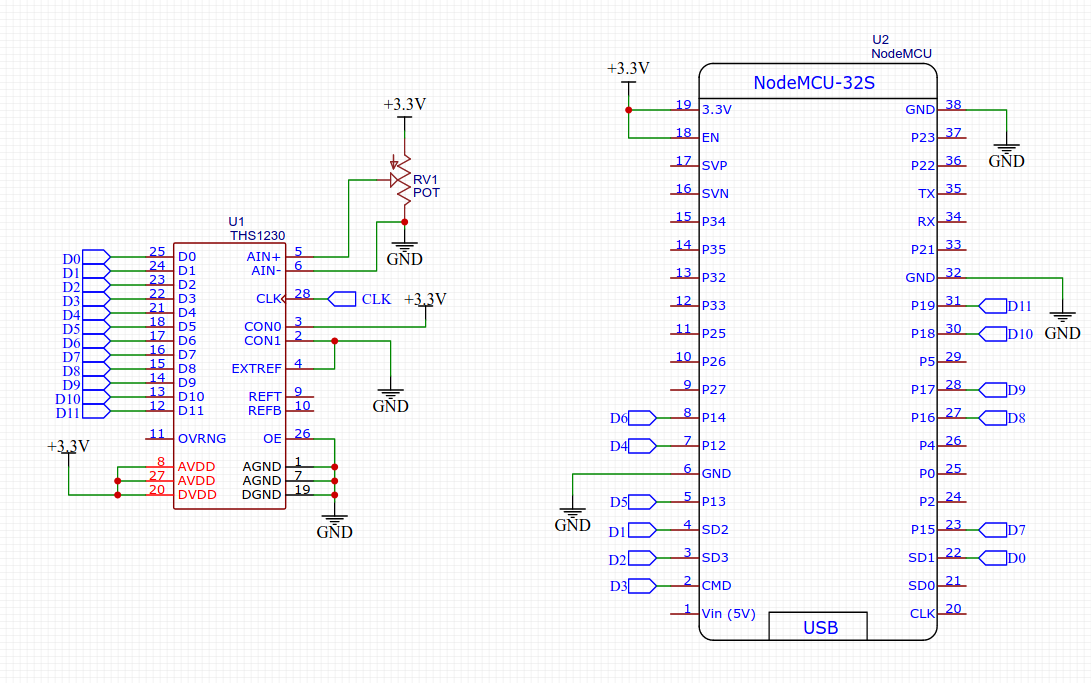 +3.3V
RV1
POT
GND
U1
THS1230
D0 25 D0 AIN+ 5
D1 24 D1 AIN- 6
D2 23 D2
D3 22 D3 CLK 28 CLK +3.3V
D4 21 D4
D5 18 D5 CON0 3
D6 17 D6 CON1 2
D7 16 D7
D8 15 D8 EXTREF 4
D9 14 D9
D10 13 D10 REFT 9
D11 12 D11 REFB 10
GND
11 OVRNG OE 26
+3.3V
8 AVDD AGND 1
27 AVDD AGND 7
20 DVDD DGND 19
GND
U2
NodeMCU
NodeMCU-32S
+3.3V
19 3.3V GND 38
18 EN P23 37
GND
17 SVP P22 36
16 SVN TX 35
15 P34 RX 34
14 P35 P21 33
13 P32 GND 32
12 P33 P19 31 D11
11 P25 P18 30 D10
GND
10 P26 P5 29
9 P27 P17 28 D9
D6 8 P14 P16 27 D8
D4 7 P12 P4 26
6 GND P0 25
GND
D5 5 P13 P2 24
D1 4 SD2 P15 23 D7
D2 3 SD3 SD1 22 D0
D3 2 CMD SD0 21
1 Vin (5V) CLK 20
USB